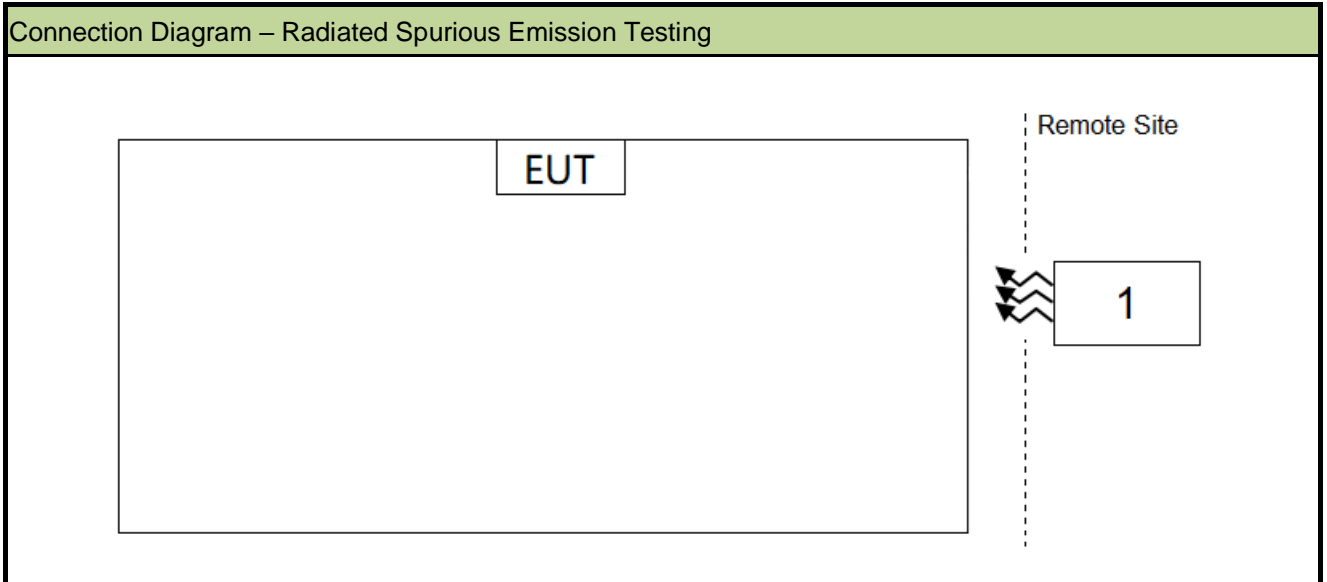 Connection Diagram – Radiated Spurious Emission Testing
Remote Site
EUT
1